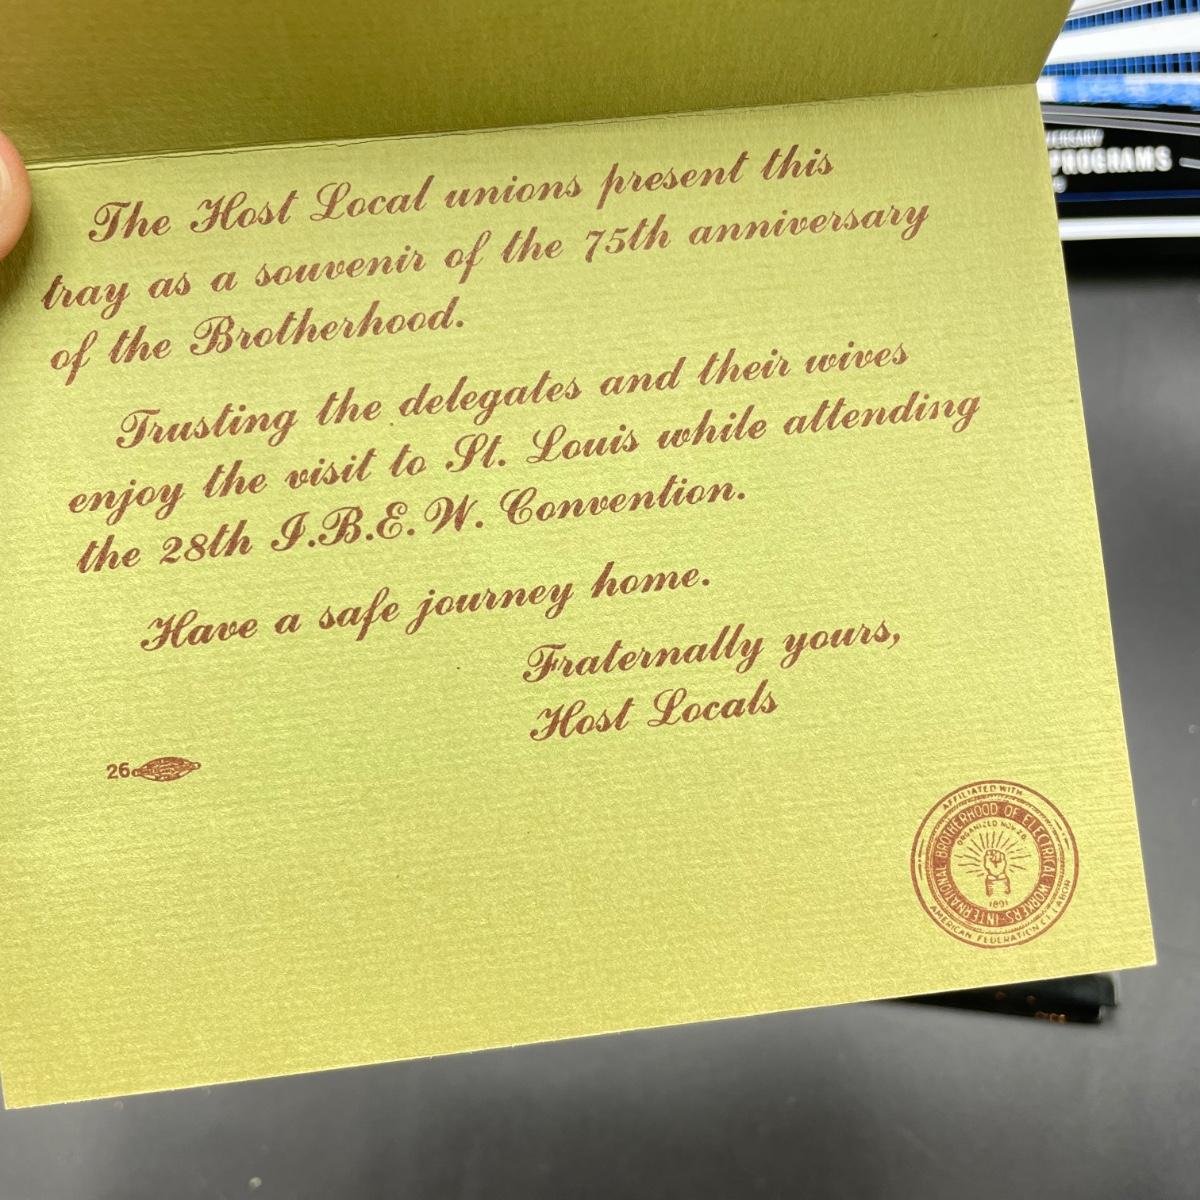 The Host Local unions present this
tray as a souvenir of the 75th anniversary
of the Brotherhood.
Trusting the delegates and their wives
enjoy the visit to St. Louis while attending
the 28th I.B.E.W. Convention.
Have a safe journey home.
Fraternally yours,
Host Locals
26
AFFILIATED WITH
INTERNATIONAL BROTHERHOOD OF ELECTRICAL WORKERS
ORGANIZED NOV. 28
1891
AMERICAN FEDERATION OF LABOR
PROGRAMS